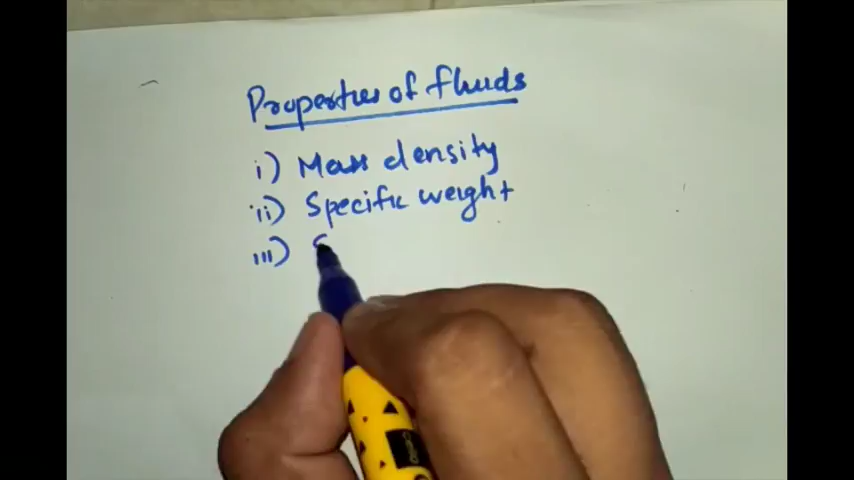 Properties of fluids
i) Mass density
ii) Specific weight
iii) S